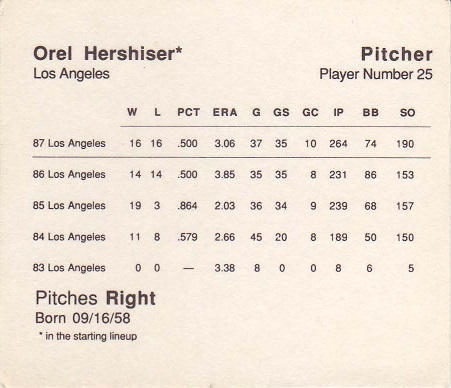 Orel Hershiser* Pitcher
Los Angeles Player Number 25
W L PCT ERA G GS GC IP BB SO
87 Los Angeles 16 16 .500 3.06 37 35 10 264 74 190
86 Los Angeles 14 14 .500 3.85 35 35 8 231 86 153
85 Los Angeles 19 3 .864 2.03 36 34 9 239 68 157
84 Los Angeles 11 8 .579 2.66 45 20 8 189 50 150
83 Los Angeles 0 0 — 3.38 8 0 0 8 6 5
Pitches Right
Born 09/16/58
* in the starting lineup